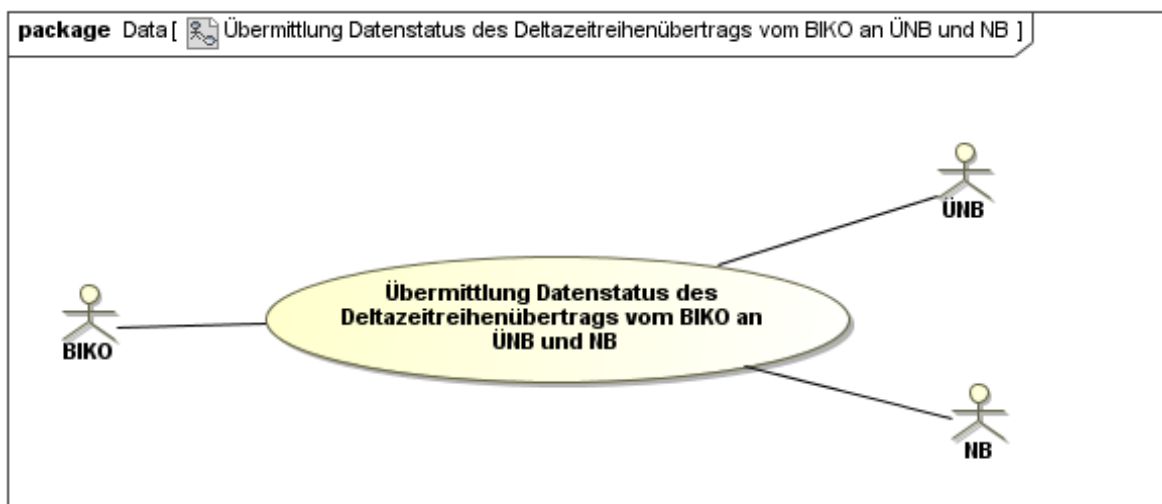 package Data [ Übermittlung Datenstatus des Deltazeitreihenübertrags vom BIKO an ÜNB und NB ]
ÜNB
Übermittlung Datenstatus des
Deltazeitreihenübertrags vom BIKO an
ÜNB und NB
BIKO
NB